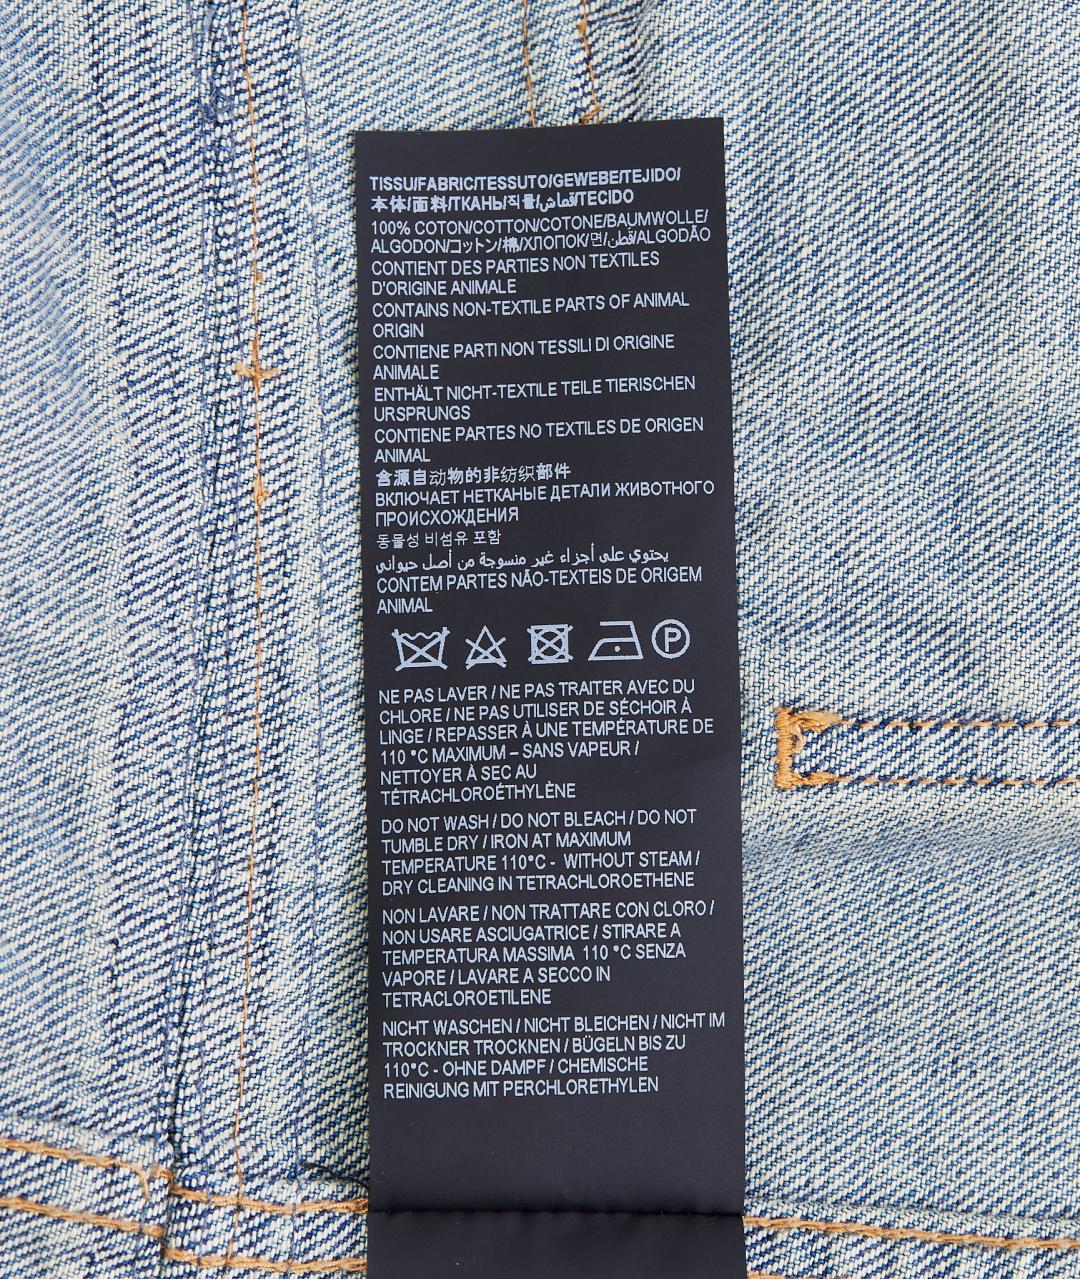 TISSU/FABRIC/TESSUTO/GEWEBE/TEJIDO/
本体/面料/ТКАНЬ/직물/قماش/TECIDO
100% COTON/COTTON/COTONE/BAUMWOLLE/
ALGODON/コットン/棉/ХЛОПОК/면/قطن/ALGODÃO
CONTIENT DES PARTIES NON TEXTILES
D'ORIGINE ANIMALE
CONTAINS NON-TEXTILE PARTS OF ANIMAL
ORIGIN
CONTIENE PARTI NON TESSILI DI ORIGINE
ANIMALE
ENTHÄLT NICHT-TEXTILE TEILE TIERISCHEN
URSPRUNGS
CONTIENE PARTES NO TEXTILES DE ORIGEN
ANIMAL
含源自动物的非纺织部件
ВКЛЮЧАЕТ НЕТКАНЫЕ ДЕТАЛИ ЖИВОТНОГО
ПРОИСХОЖДЕНИЯ
동물성 비섬유 포함
يحتوي على أجزاء غير منسوجة من أصل حيواني
CONTEM PARTES NÃO-TEXTEIS DE ORIGEM
ANIMAL
P
NE PAS LAVER / NE PAS TRAITER AVEC DU
CHLORE / NE PAS UTILISER DE SÉCHOIR À
LINGE / REPASSER À UNE TEMPÉRATURE DE
110 °C MAXIMUM – SANS VAPEUR /
NETTOYER À SEC AU
TÉTRACHLOROÉTHYLÈNE
DO NOT WASH / DO NOT BLEACH / DO NOT
TUMBLE DRY / IRON AT MAXIMUM
TEMPERATURE 110°C - WITHOUT STEAM /
DRY CLEANING IN TETRACHLOROETHENE
NON LAVARE / NON TRATTARE CON CLORO /
NON USARE ASCIUGATRICE / STIRARE A
TEMPERATURA MASSIMA 110 °C SENZA
VAPORE / LAVARE A SECCO IN
TETRACLOROETILENE
NICHT WASCHEN / NICHT BLEICHEN / NICHT IM
TROCKNER TROCKNEN / BÜGELN BIS ZU
110°C - OHNE DAMPF / CHEMISCHE
REINIGUNG MIT PERCHLORETHYLEN